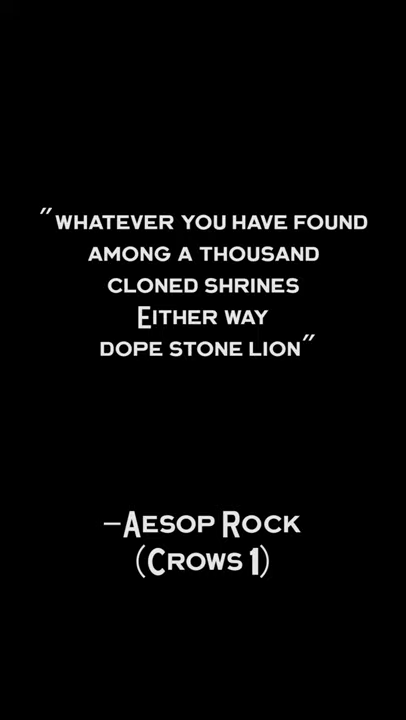 "whatever you have found
among a thousand
cloned shrines
Either way
dope stone lion"
–Aesop Rock
(Crows 1)